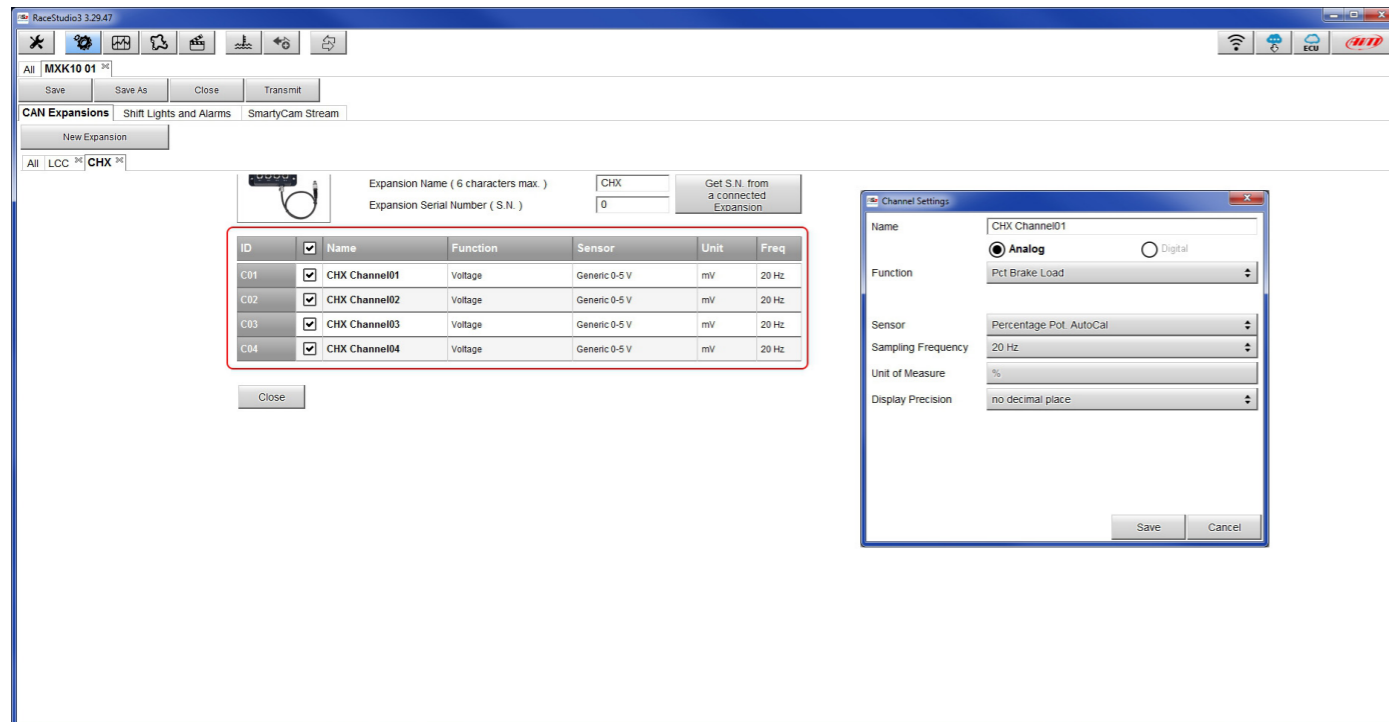 RaceStudio3 3.29.47
ECU
AiM
All MXK10 01
Save Save As Close Transmit
CAN Expansions Shift Lights and Alarms SmartyCam Stream
New Expansion
All LCC CHX
Expansion Name ( 6 characters max. ) CHX
Expansion Serial Number ( S.N. ) 0
Get S.N. from
a connected
Expansion
ID Name Function Sensor Unit Freq
C01 CHX Channel01 Voltage Generic 0-5 V mV 20 Hz
C02 CHX Channel02 Voltage Generic 0-5 V mV 20 Hz
C03 CHX Channel03 Voltage Generic 0-5 V mV 20 Hz
C04 CHX Channel04 Voltage Generic 0-5 V mV 20 Hz
Close
Channel Settings
Name CHX Channel01
Analog Digital
Function Pct Brake Load
Sensor Percentage Pot. AutoCal
Sampling Frequency 20 Hz
Unit of Measure %
Display Precision no decimal place
Save Cancel